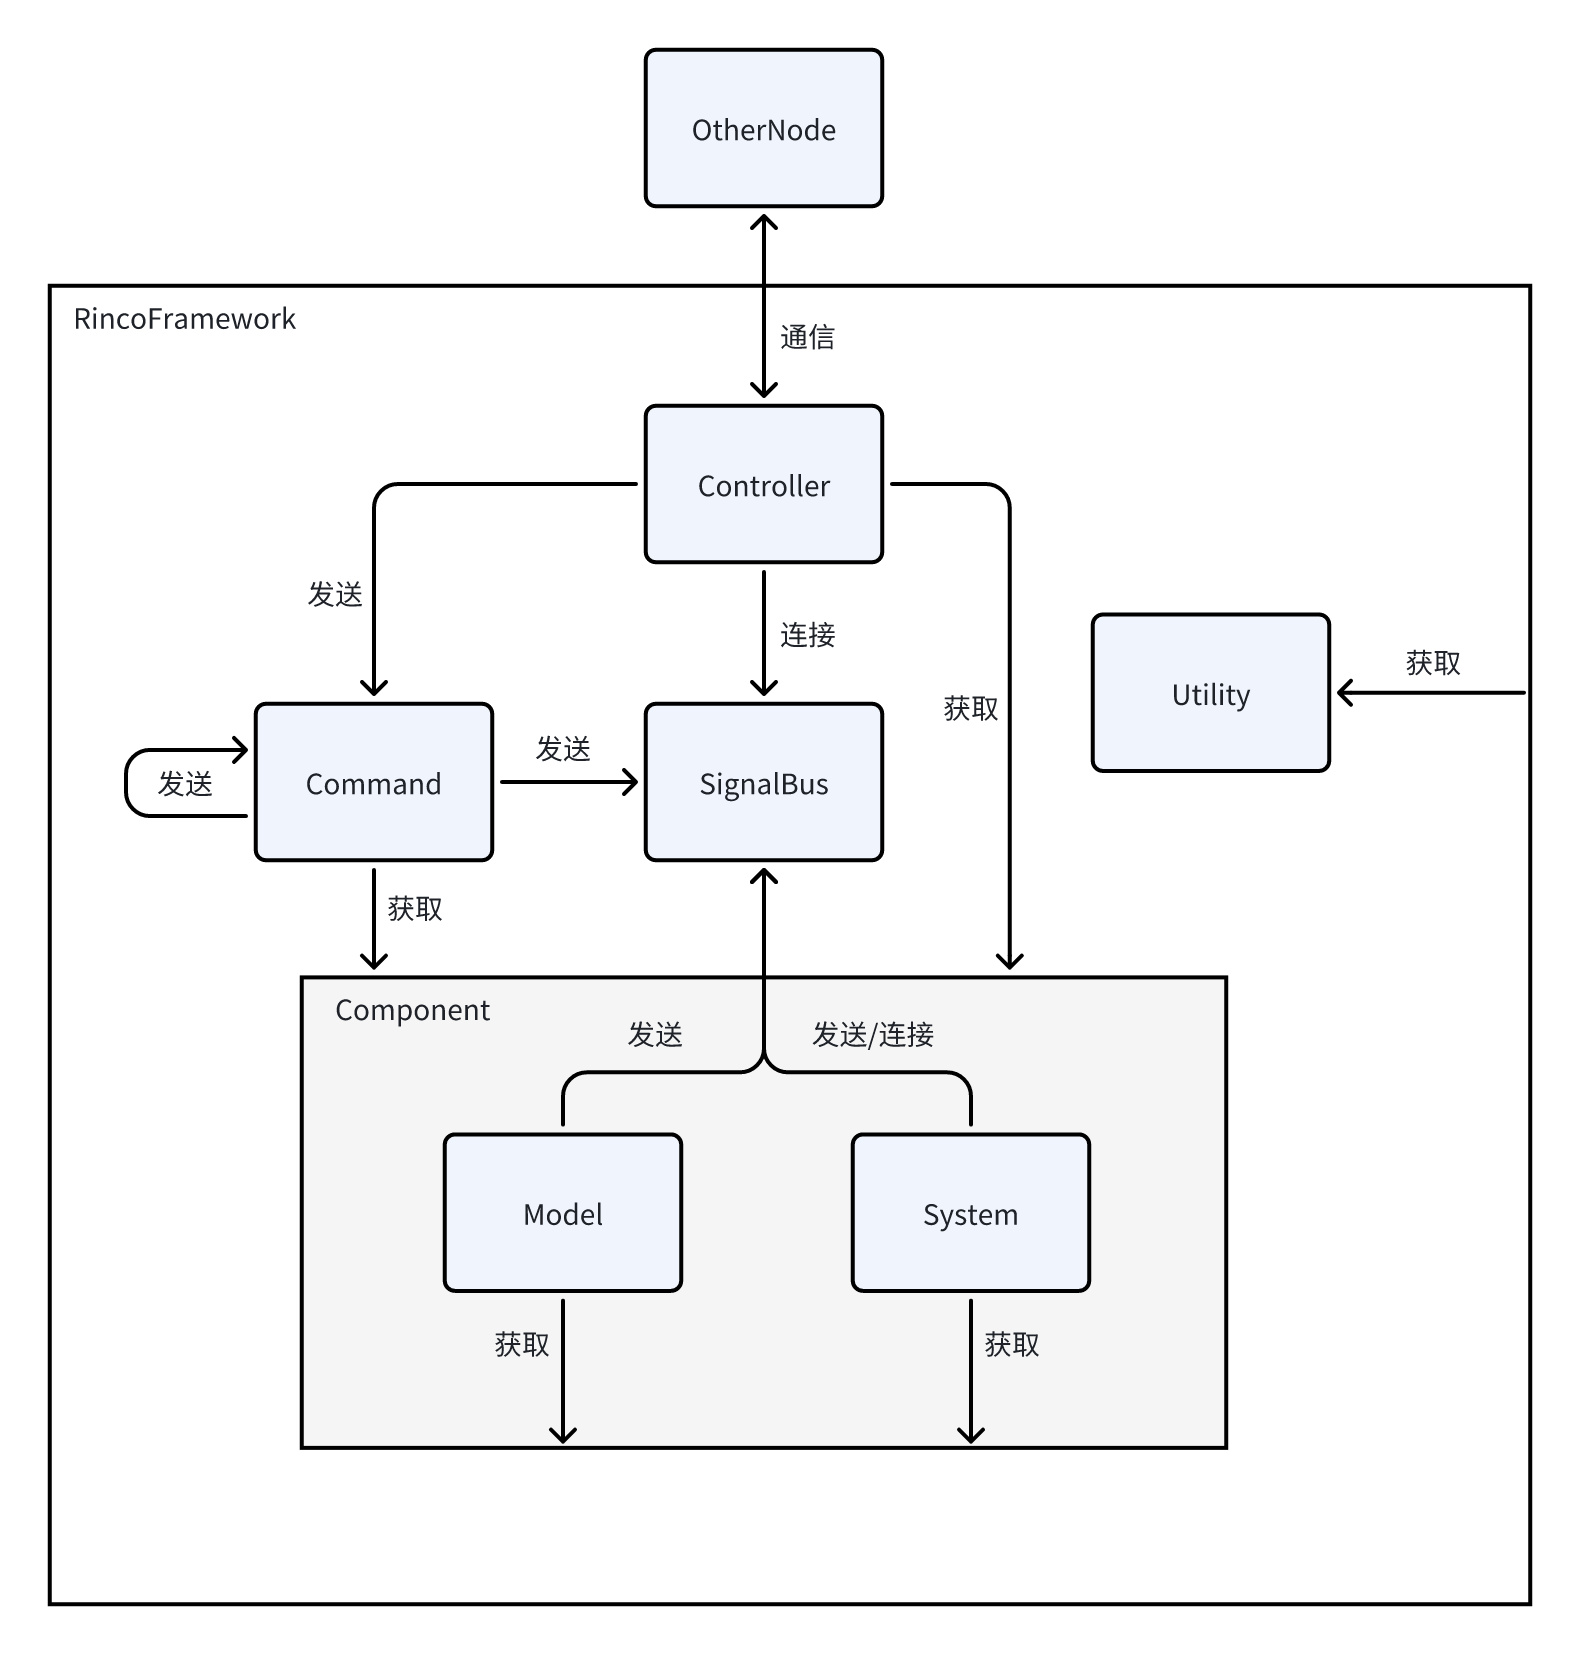 OtherNode
RincoFramework
通信
Controller
发送
连接
获取
获取
Utility
发送
发送
Command
SignalBus
获取
Component
发送
发送/连接
Model
System
获取
获取